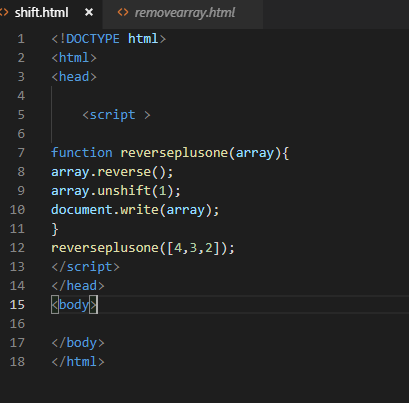 shift.html × removearray.html
1 <!DOCTYPE html>
2 <html>
3 <head>
4
5 <script >
6
7 function reverseplusone(array){
8 array.reverse();
9 array.unshift(1);
10 document.write(array);
11 }
12 reverseplusone([4,3,2]);
13 </script>
14 </head>
15 <body>
16
17 </body>
18 </html>